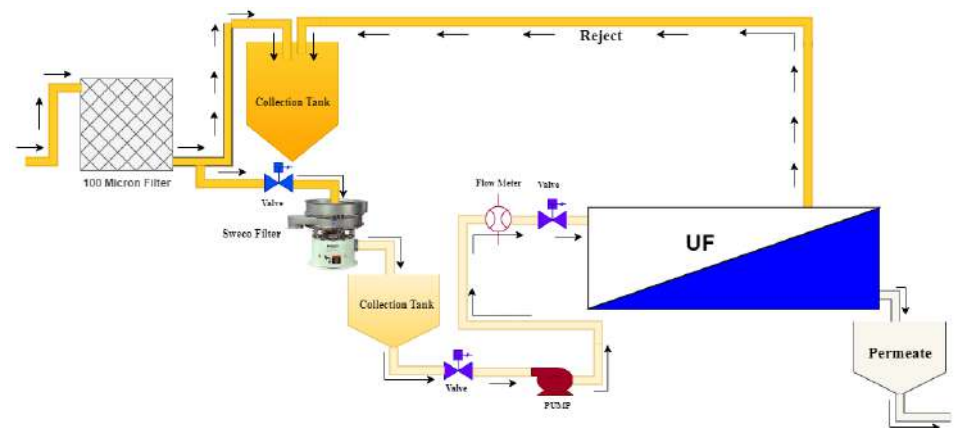 Reject
Collection Tank
100 Micron Filter
Valve
Flow Meter
Valve
Sweco Filter
UF
Collection Tank
Permeate
Valve
PUMP